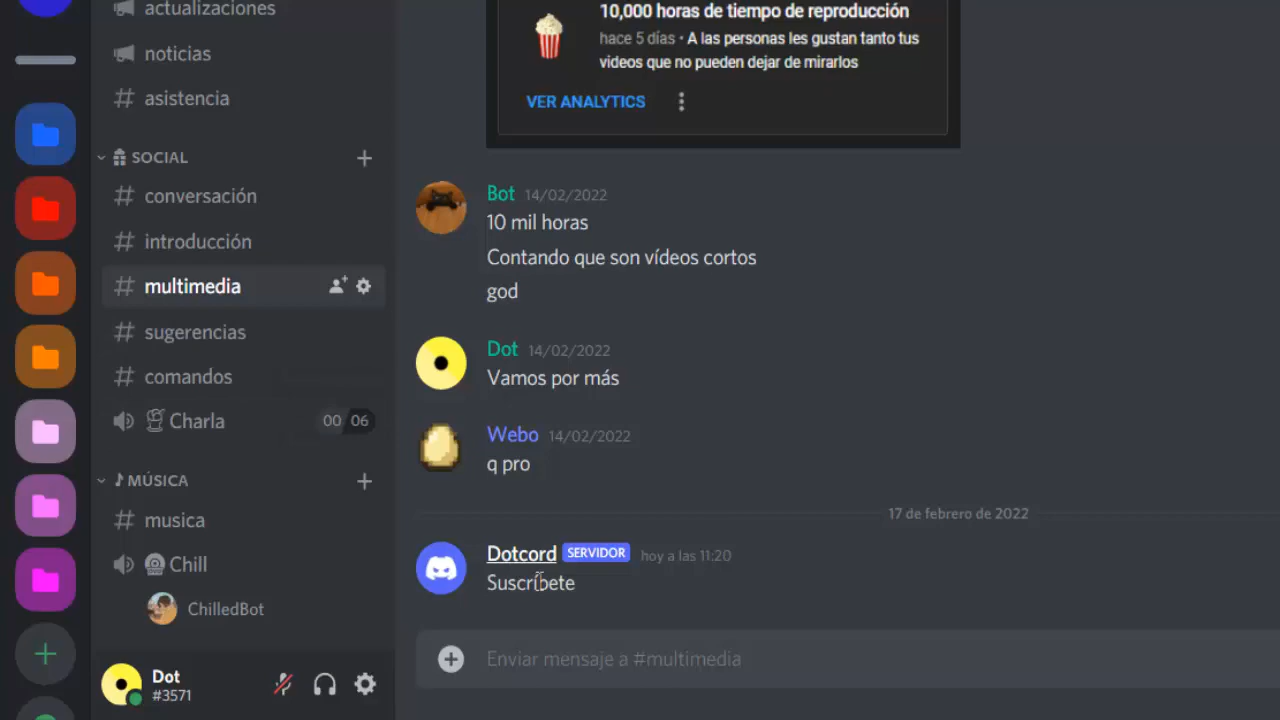 actualizaciones
noticias
asistencia
SOCIAL
conversación
introducción
multimedia
sugerencias
comandos
Charla
00 06
MÚSICA
musica
Chill
ChilledBot
Dot
#3571
10,000 horas de tiempo de reproducción
hace 5 días • A las personas les gustan tanto tus
videos que no pueden dejar de mirarlos
VER ANALYTICS
Bot 14/02/2022
10 mil horas
Contando que son vídeos cortos
god
Dot 14/02/2022
Vamos por más
Webo 14/02/2022
q pro
17 de febrero de 2022
Dotcord SERVIDOR hoy a las 11:20
Suscríbete
Enviar mensaje a #multimedia